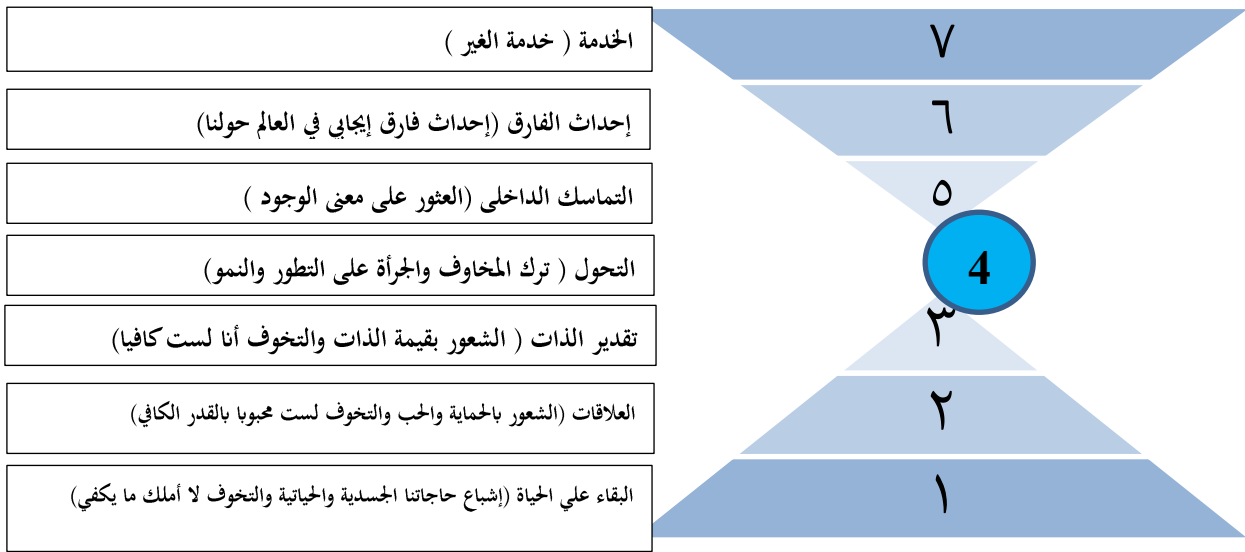 ٧
الخدمة ( خدمة الغير )
٦
إحداث الفارق (إحداث فارق إيجابي في العالم حولنا)
٥
التماسك الداخلى (العثور على معنى الوجود )
4
التحول ( ترك المخاوف والجرأة على التطور والنمو)
٣
تقدير الذات ( الشعور بقيمة الذات والتخوف أنا لست كافيا)
٢
العلاقات (الشعور بالحماية والحب والتخوف لست محبوبا بالقدر الكافي)
١
البقاء علي الحياة (إشباع حاجاتنا الجسدية والحياتية والتخوف لا أملك ما يكفي)